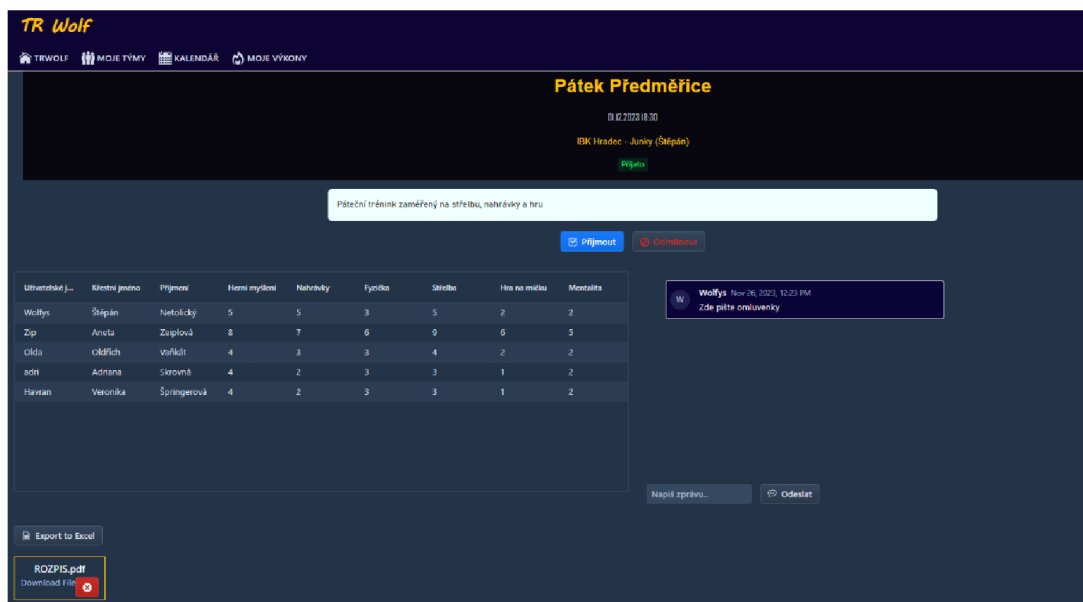 TR Wolf
TRWOLF MOJE TÝMY KALENDÁŘ MOJE VÝKONY
Pátek Předměřice
01.12.2023 18:30
IBK Hradec - Junky (Štěpán)
Přijato
Páteční trénink zaměřený na střelbu, nahrávky a hru
Přijmout Odmítnout
Uživatelské j... Křestní jméno Příjmení Herní myšlení Nahrávky Fyzička Střelba Hra na míčku Mentalita
Wolfys Štěpán Netolický 5 5 3 5 2 2
Zip Aneta Zejplová 8 7 6 9 6 5
Olda Oldřich Vaňkát 4 3 3 4 2 2
adri Adriana Skrovná 4 2 3 3 1 2
Havran Veronika Špringerová 4 2 3 3 1 2
W
Wolfys Nov 26, 2023, 12:23 PM
Zde pište omluvenky
Napiš zprávu.. Odeslat
Export to Excel
ROZPIS.pdf
Download File